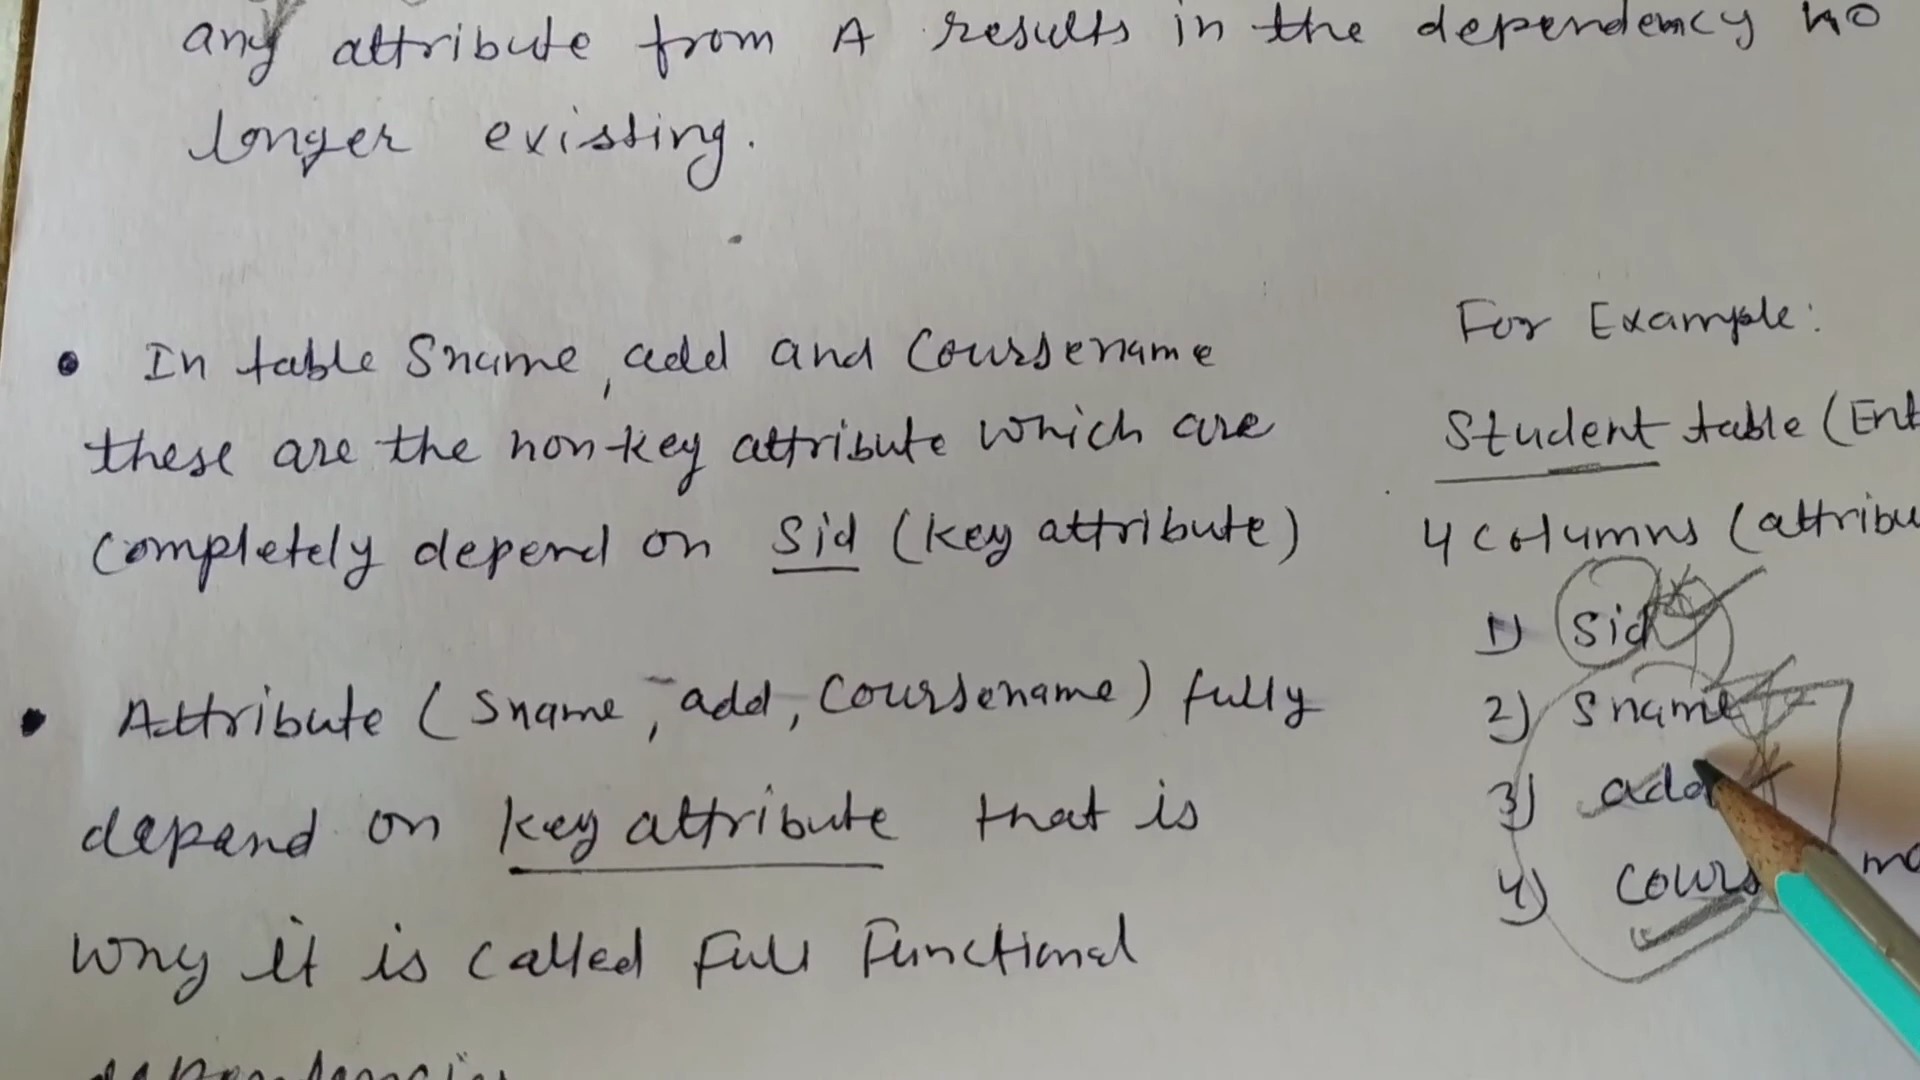 any attribute from A results in the dependency no
longer existing.
• In table Sname, add and Coursename
these are the non-key attribute which are
completely depend on Sid (key attribute)
• Attribute (Sname, add, Coursename) fully
depend on key attribute that is
why it is called Full Functional
For Example:
Student table (Ent
4 columns (attribu
1) Sid
2) Sname
3) add
4) Cours